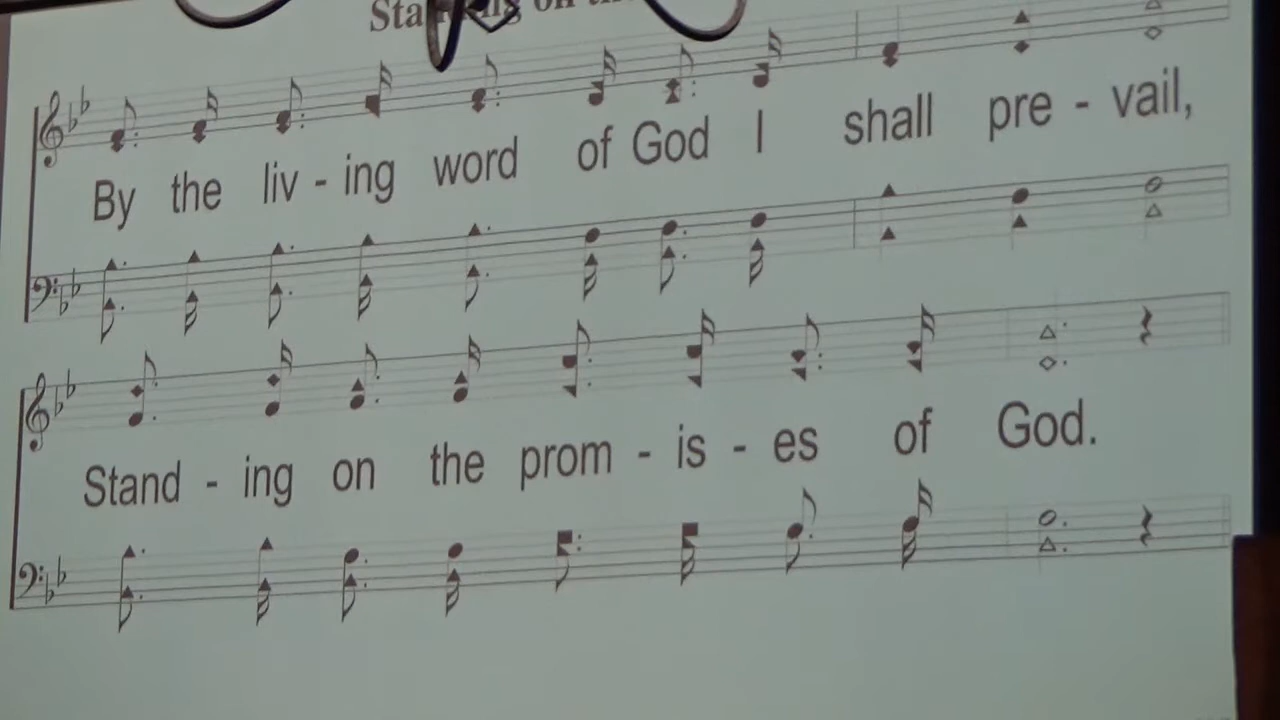 on
By the liv - ing word of God I shall pre - vail,
Stand - ing on the prom - is - es of God.